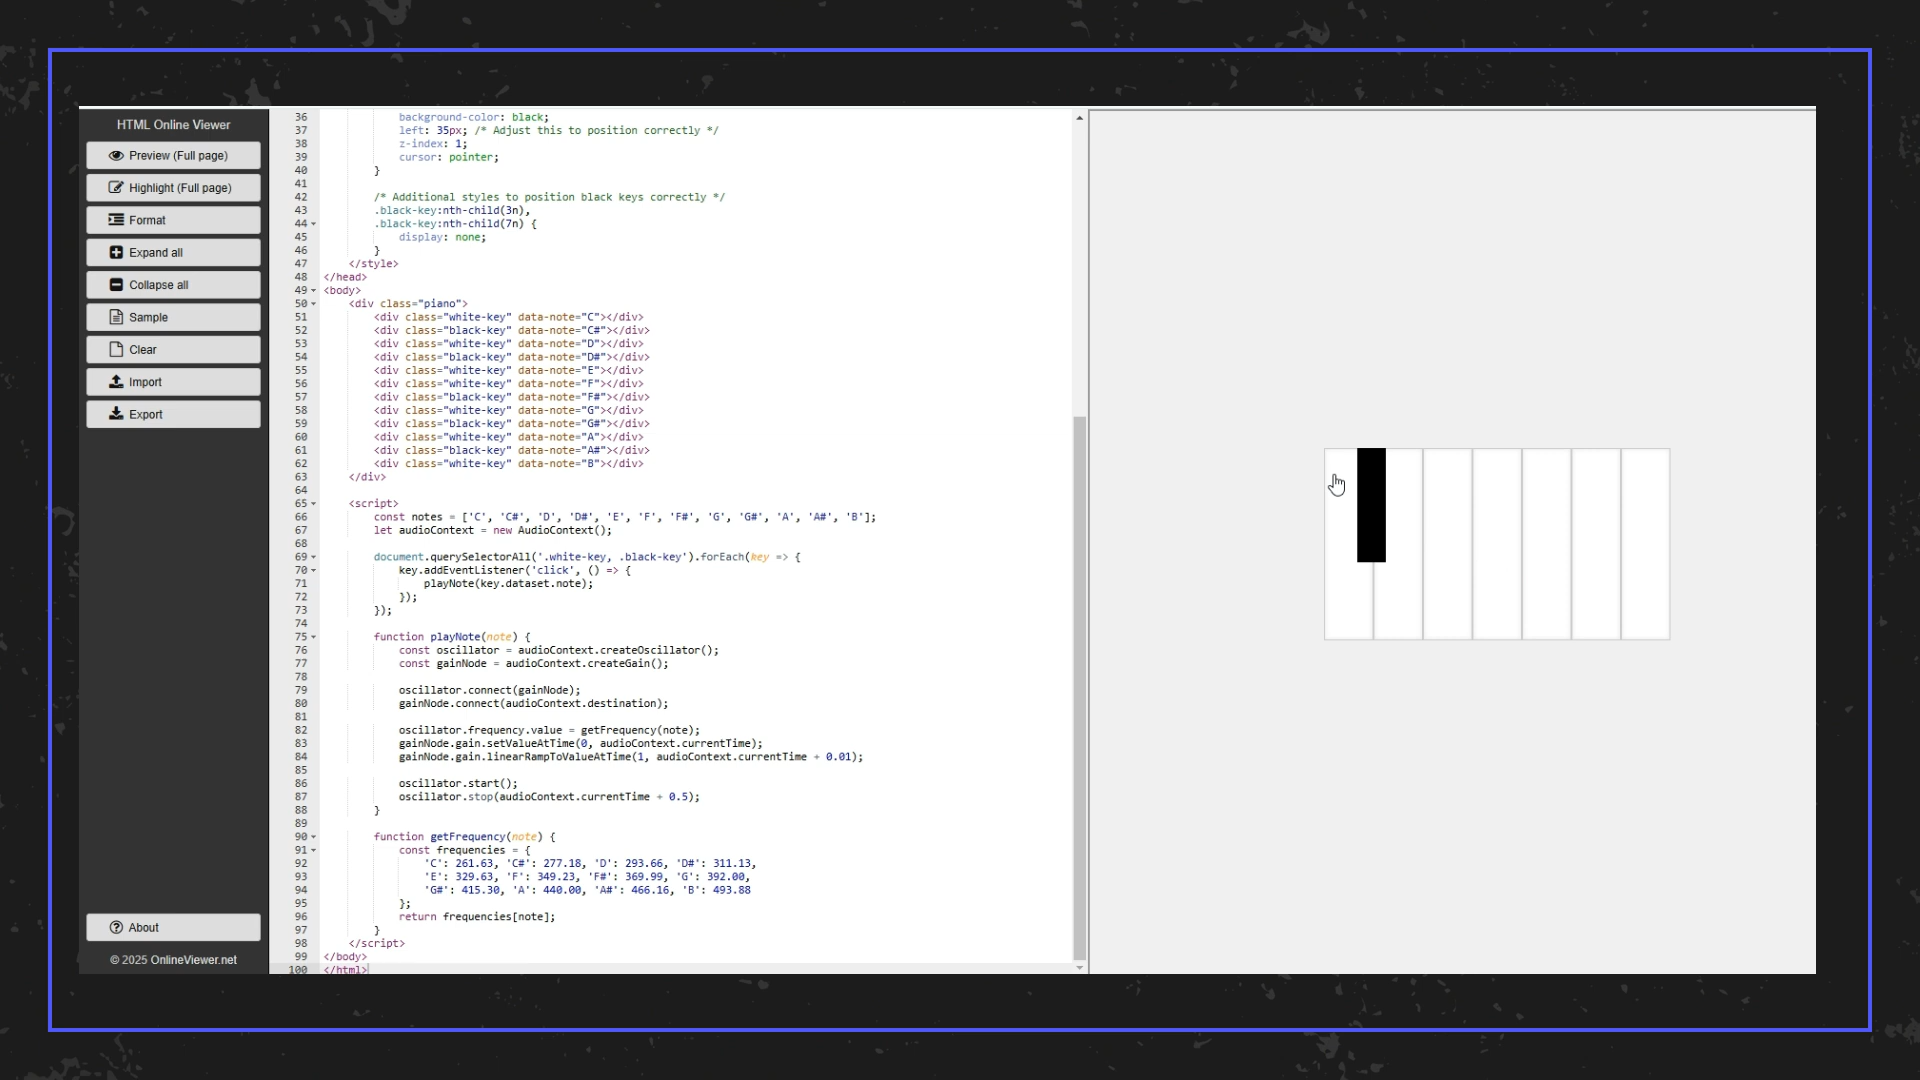 HTML Online Viewer
Preview (Full page)
Highlight (Full page)
Format
Expand all
Collapse all
Sample
Clear
Import
Export
About
© 2025 OnlineViewer.net
36 background-color: black;
37 left: 35px; /* Adjust this to position correctly */
38 z-index: 1;
39 cursor: pointer;
40 }
41
42 /* Additional styles to position black keys correctly */
43 .black-key:nth-child(3n),
44 .black-key:nth-child(7n) {
45 display: none;
46 }
47 </style>
48 </head>
49 <body>
50 <div class="piano">
51 <div class="white-key" data-note="C"></div>
52 <div class="black-key" data-note="C#"></div>
53 <div class="white-key" data-note="D"></div>
54 <div class="black-key" data-note="D#"></div>
55 <div class="white-key" data-note="E"></div>
56 <div class="white-key" data-note="F"></div>
57 <div class="black-key" data-note="F#"></div>
58 <div class="white-key" data-note="G"></div>
59 <div class="black-key" data-note="G#"></div>
60 <div class="white-key" data-note="A"></div>
61 <div class="black-key" data-note="A#"></div>
62 <div class="white-key" data-note="B"></div>
63 </div>
64
65 <script>
66 const notes = ['C', 'C#', 'D', 'D#', 'E', 'F', 'F#', 'G', 'G#', 'A', 'A#', 'B'];
67 let audioContext = new AudioContext();
68
69 document.querySelectorAll('.white-key, .black-key').forEach(key => {
70 key.addEventListener('click', () => {
71 playNote(key.dataset.note);
72 });
73 });
74
75 function playNote(note) {
76 const oscillator = audioContext.createOscillator();
77 const gainNode = audioContext.createGain();
78
79 oscillator.connect(gainNode);
80 gainNode.connect(audioContext.destination);
81
82 oscillator.frequency.value = getFrequency(note);
83 gainNode.gain.setValueAtTime(0, audioContext.currentTime);
84 gainNode.gain.linearRampToValueAtTime(1, audioContext.currentTime + 0.01);
85
86 oscillator.start();
87 oscillator.stop(audioContext.currentTime + 0.5);
88 }
89
90 function getFrequency(note) {
91 const frequencies = {
92 'C': 261.63, 'C#': 277.18, 'D': 293.66, 'D#': 311.13,
93 'E': 329.63, 'F': 349.23, 'F#': 369.99, 'G': 392.00,
94 'G#': 415.30, 'A': 440.00, 'A#': 466.16, 'B': 493.88
95 };
96 return frequencies[note];
97 }
98 </script>
99 </body>
100 </html>